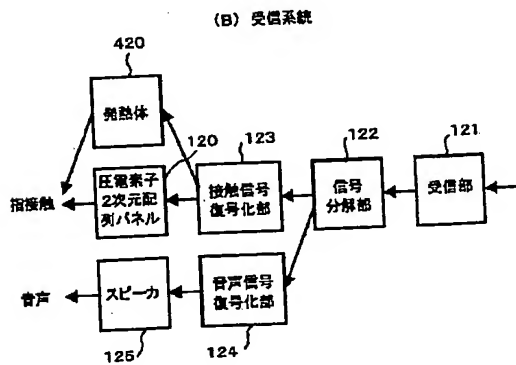 (B) 受信系統
420
発熱体
120
123
122
121
指接触
圧電素子
2次元配
列パネル
接触信号
復号化部
信号
分解部
受信部
音声
スピーカ
音声信号
復号化部
125
124